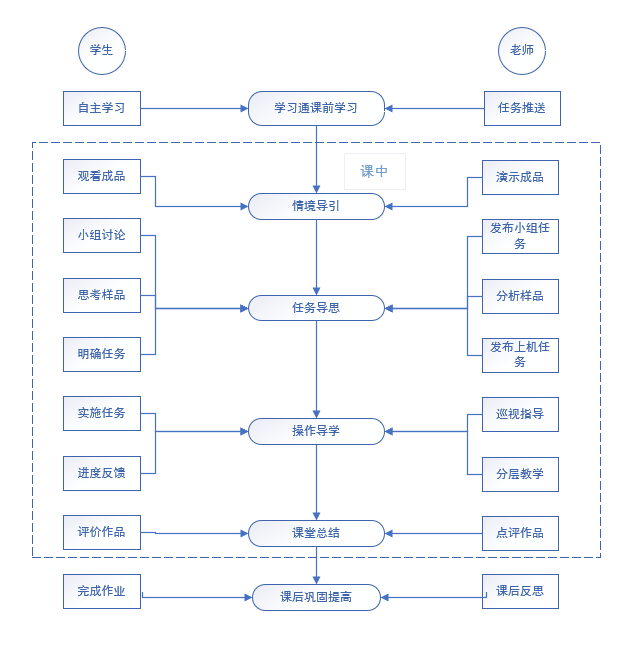 学生
老师
自主学习
学习通课前学习
任务推送
课中
观看成品
情境导引
演示成品
小组讨论
发布小组任
务
思考样品
任务导思
分析样品
明确任务
发布上机任
务
实施任务
操作导学
巡视指导
进度反馈
分层教学
评价作品
课堂总结
点评作品
完成作业
课后巩固提高
课后反思